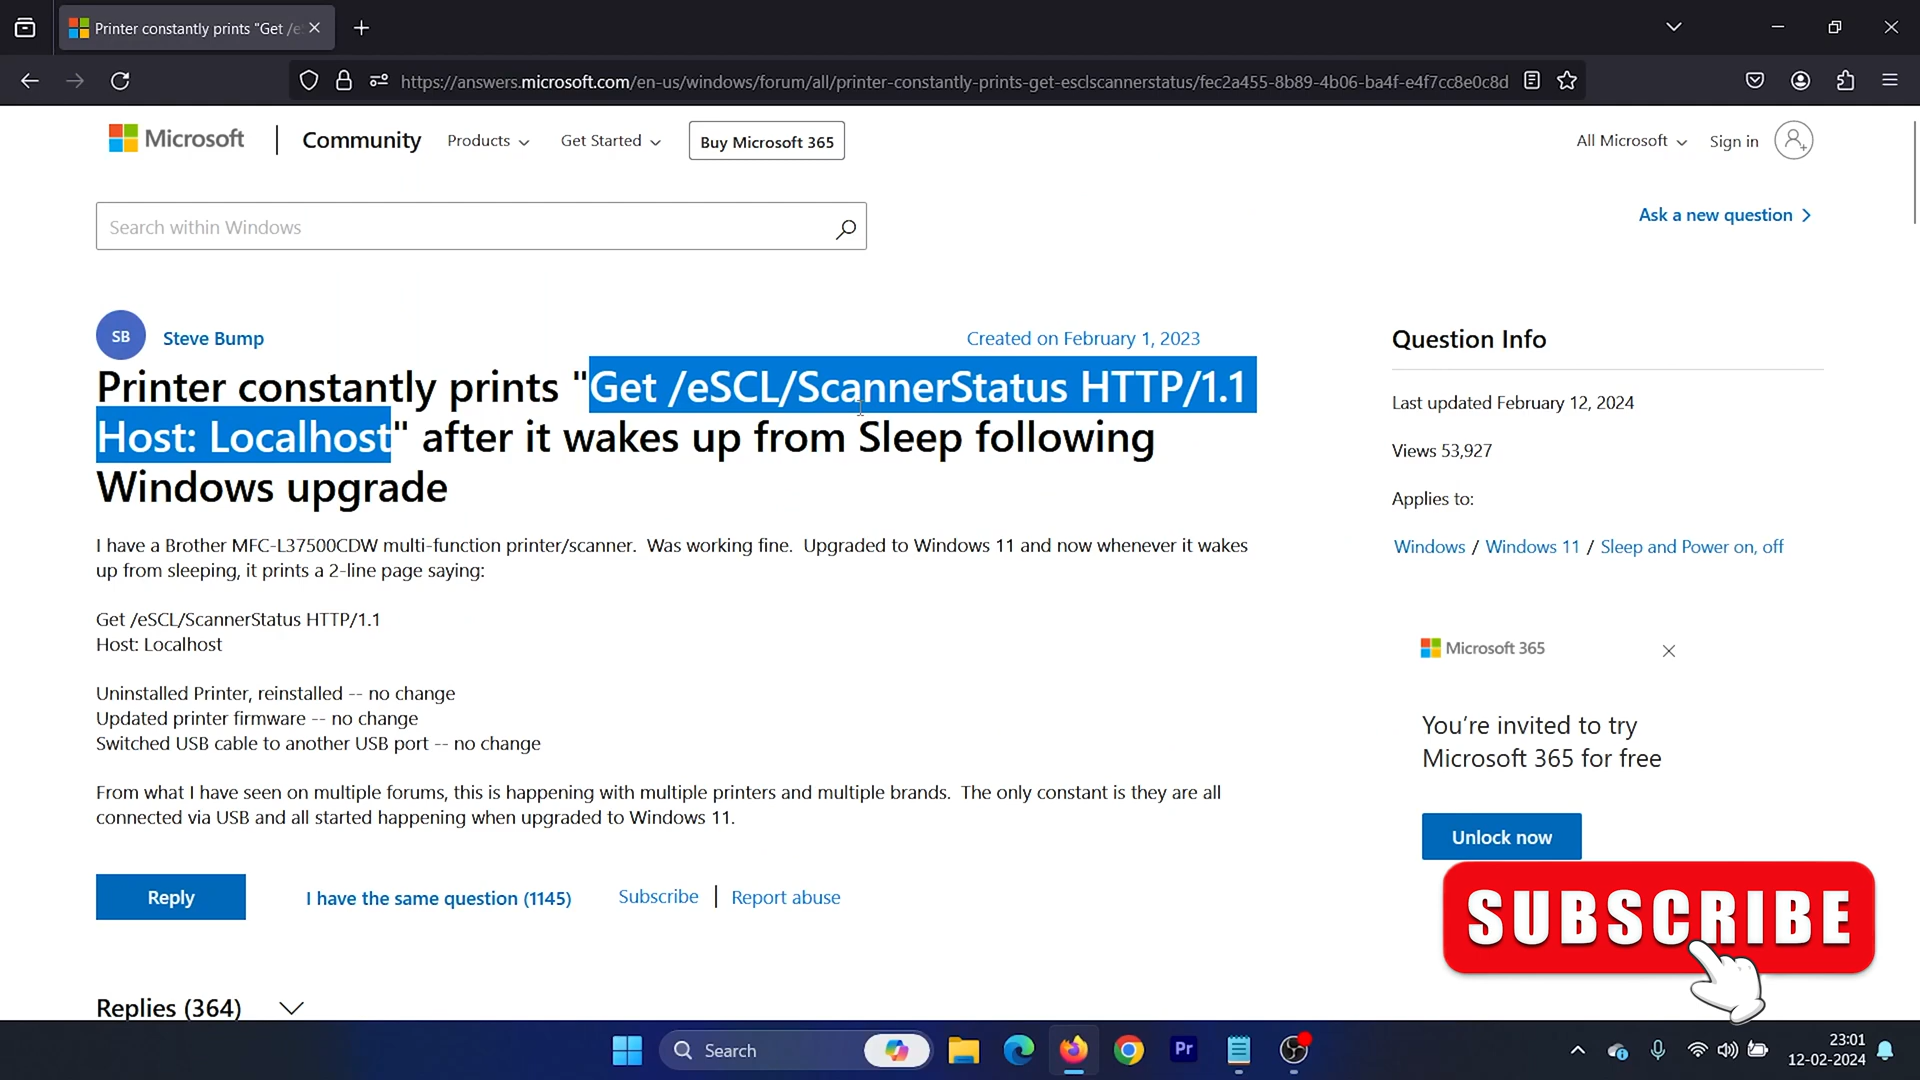 Printer constantly prints "Get /e
https://answers.microsoft.com/en-us/windows/forum/all/printer-constantly-prints-get-esclscannerstatus/fec2a455-8b89-4b06-ba4f-e4f7cc8e0c8d
Microsoft
Community
Products
Get Started
Buy Microsoft 365
All Microsoft
Sign in
Search within Windows
Ask a new question
SB
Steve Bump
Created on February 1, 2023
Printer constantly prints "Get /eSCL/ScannerStatus HTTP/1.1
Host: Localhost" after it wakes up from Sleep following
Windows upgrade
I have a Brother MFC-L37500CDW multi-function printer/scanner. Was working fine. Upgraded to Windows 11 and now whenever it wakes
up from sleeping, it prints a 2-line page saying:
Get /eSCL/ScannerStatus HTTP/1.1
Host: Localhost
Uninstalled Printer, reinstalled -- no change
Updated printer firmware -- no change
Switched USB cable to another USB port -- no change
From what I have seen on multiple forums, this is happening with multiple printers and multiple brands. The only constant is they are all
connected via USB and all started happening when upgraded to Windows 11.
Reply
I have the same question (1145)
Subscribe
Report abuse
Replies (364)
Question Info
Last updated February 12, 2024
Views 53,927
Applies to:
Windows / Windows 11 / Sleep and Power on, off
Microsoft 365
You're invited to try
Microsoft 365 for free
Unlock now
SUBSCRIBE
Search
Pr
23:01
12-02-2024